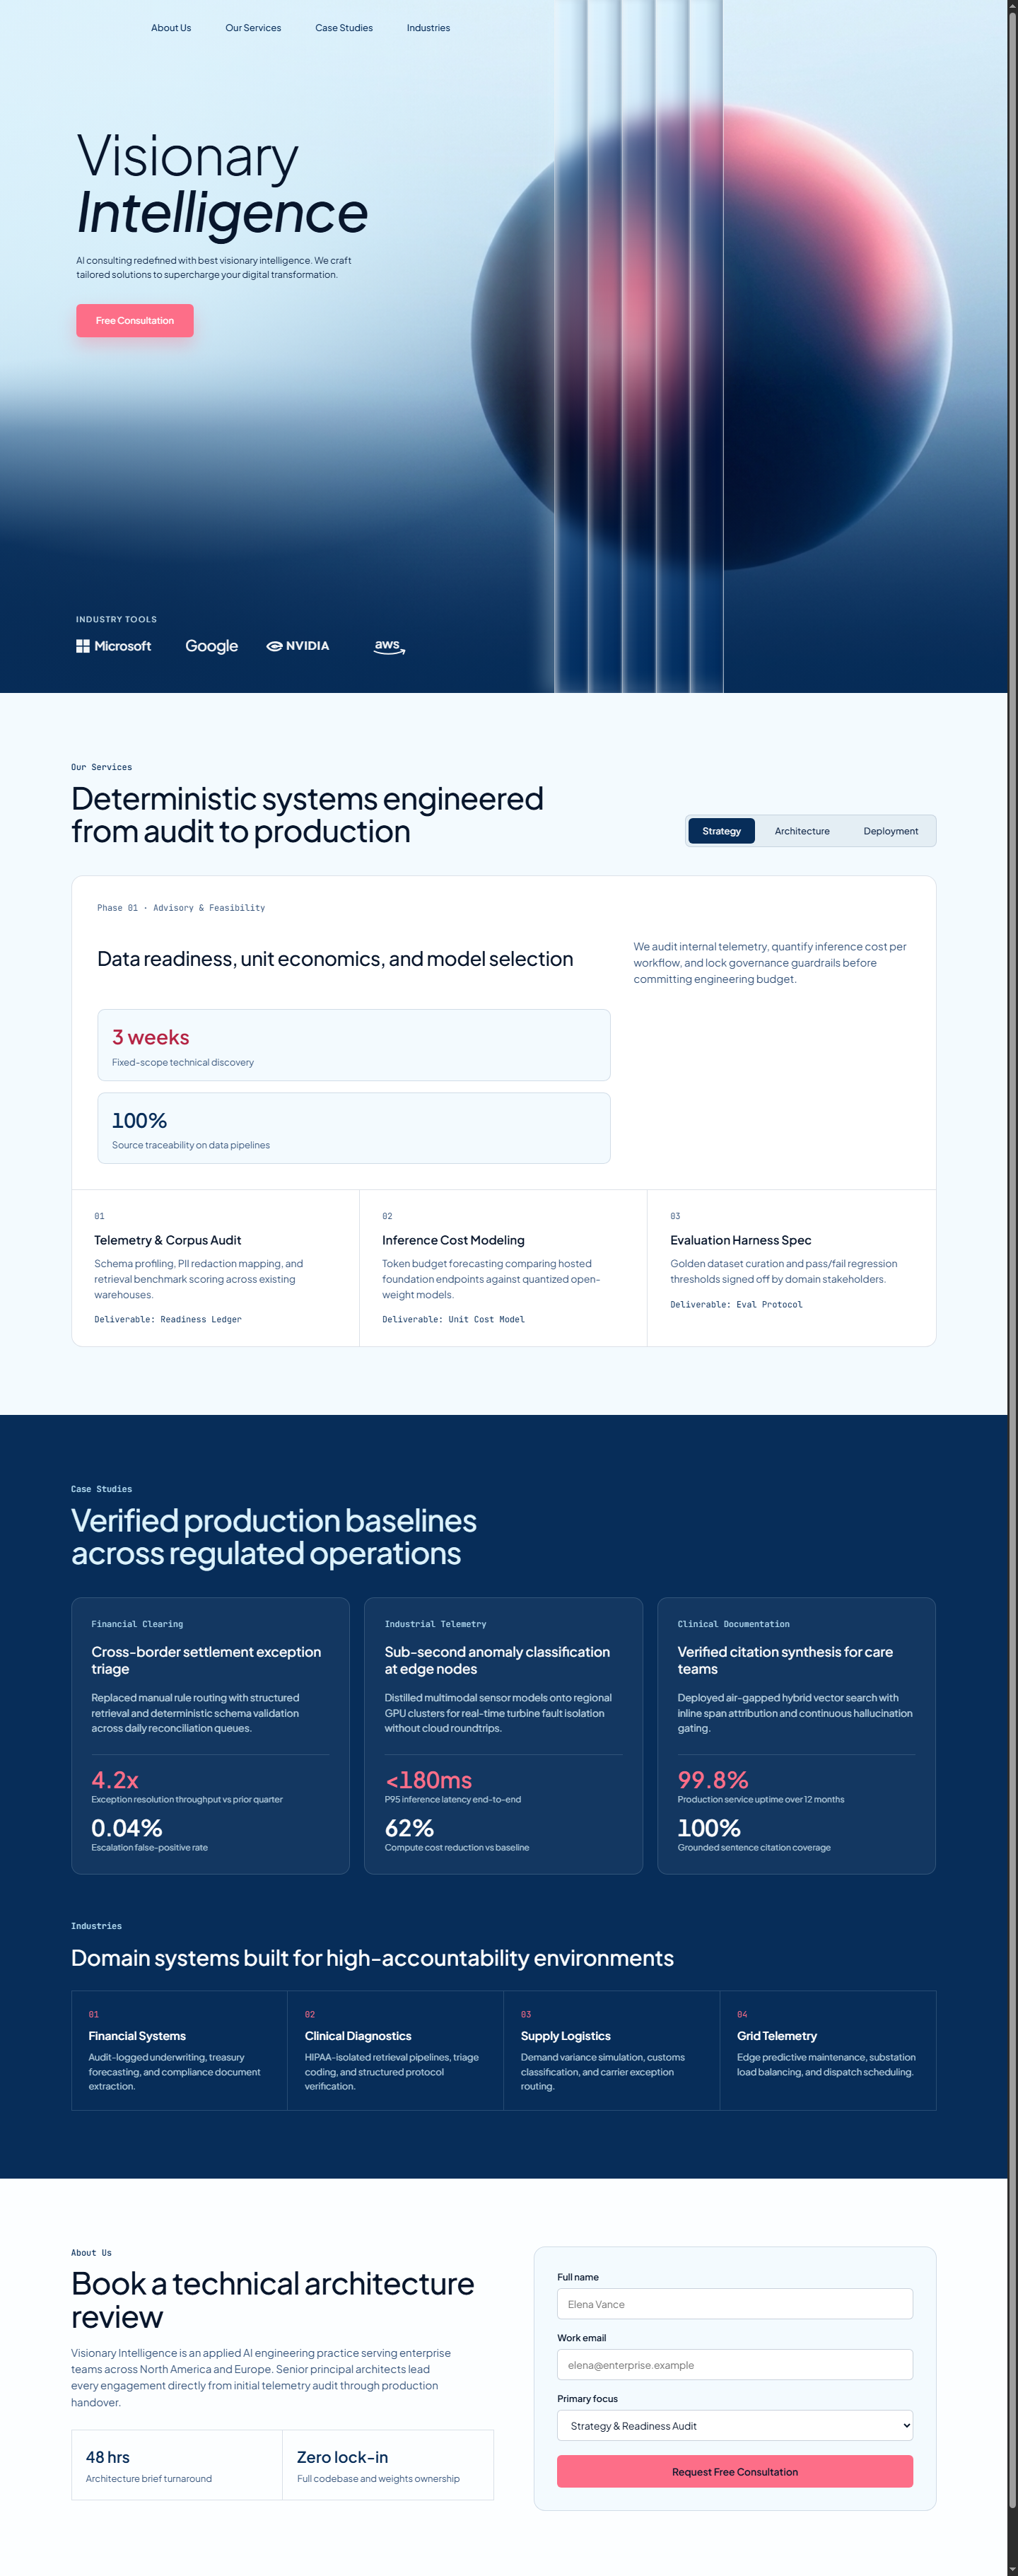 About Us
Our Services
Case Studies
Industries
Visionary
Intelligence
AI consulting redefined with best visionary intelligence. We craft
tailored solutions to supercharge your digital transformation.
Free Consultation
INDUSTRY TOOLS
Microsoft
Google
NVIDIA
aws
Our Services
Deterministic systems engineered
from audit to production
Strategy
Architecture
Deployment
Phase 01 · Advisory & Feasibility
Data readiness, unit economics, and model selection
We audit internal telemetry, quantify inference cost per
workflow, and lock governance guardrails before
committing engineering budget.
3 weeks
Fixed-scope technical discovery
100%
Source traceability on data pipelines
01
Telemetry & Corpus Audit
Schema profiling, PII redaction mapping, and
retrieval benchmark scoring across existing
warehouses.
Deliverable: Readiness Ledger
02
Inference Cost Modeling
Token budget forecasting comparing hosted
foundation endpoints against quantized open-
weight models.
Deliverable: Unit Cost Model
03
Evaluation Harness Spec
Golden dataset curation and pass/fail regression
thresholds signed off by domain stakeholders.
Deliverable: Eval Protocol
Case Studies
Verified production baselines
across regulated operations
Financial Clearing
Cross-border settlement exception
triage
Replaced manual rule routing with structured
retrieval and deterministic schema validation
across daily reconciliation queues.
4.2x
Exception resolution throughput vs prior quarter
0.04%
Escalation false-positive rate
Industrial Telemetry
Sub-second anomaly classification
at edge nodes
Distilled multimodal sensor models onto regional
GPU clusters for real-time turbine fault isolation
without cloud roundtrips.
<180ms
P95 inference latency end-to-end
62%
Compute cost reduction vs baseline
Clinical Documentation
Verified citation synthesis for care
teams
Deployed air-gapped hybrid vector search with
inline span attribution and continuous hallucination
gating.
99.8%
Production service uptime over 12 months
100%
Grounded sentence citation coverage
Industries
Domain systems built for high-accountability environments
01
Financial Systems
Audit-logged underwriting, treasury
forecasting, and compliance document
extraction.
02
Clinical Diagnostics
HIPAA-isolated retrieval pipelines, triage
coding, and structured protocol
verification.
03
Supply Logistics
Demand variance simulation, customs
classification, and carrier exception
routing.
04
Grid Telemetry
Edge predictive maintenance, substation
load balancing, and dispatch scheduling.
About Us
Book a technical architecture
review
Visionary Intelligence is an applied AI engineering practice serving enterprise
teams across North America and Europe. Senior principal architects lead
every engagement directly from initial telemetry audit through production
handover.
48 hrs
Architecture brief turnaround
Zero lock-in
Full codebase and weights ownership
Full name
Elena Vance
Work email
elena@enterprise.example
Primary focus
Strategy & Readiness Audit
Request Free Consultation